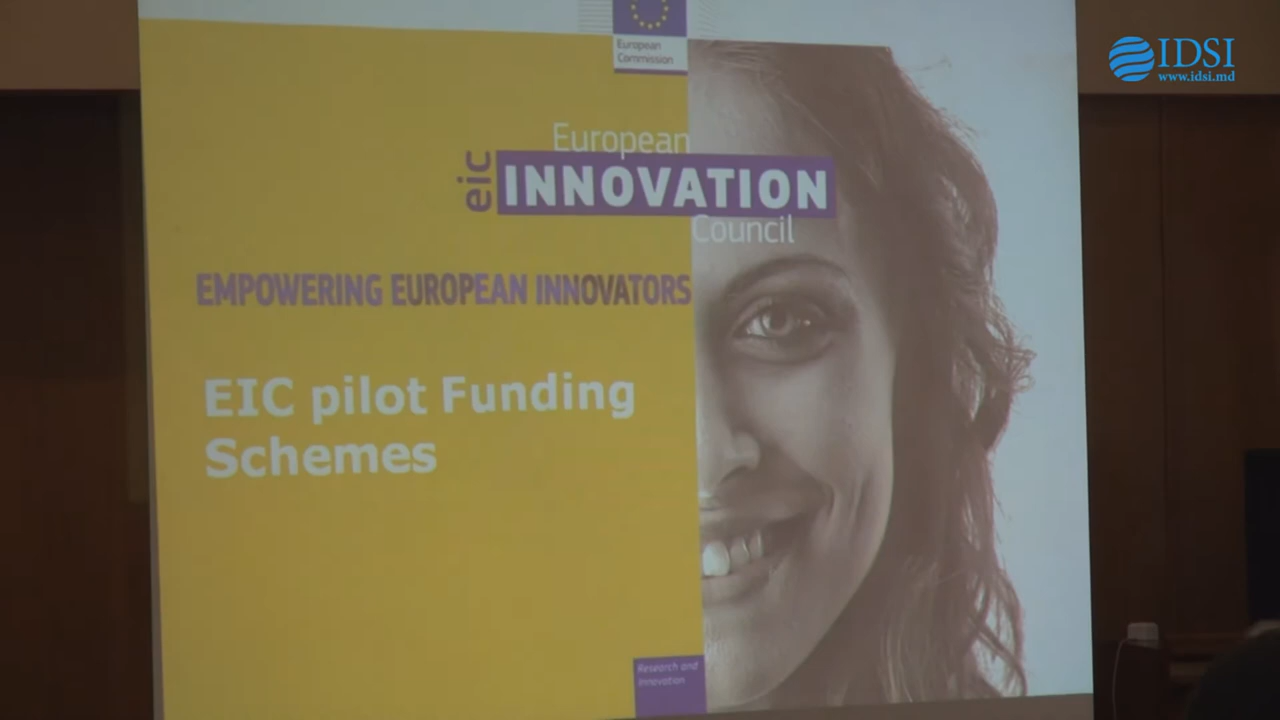 IDSI
www.idsi.md
European
Commission
European
eic
INNOVATION
Council
EMPOWERING EUROPEAN INNOVATORS
EIC pilot Funding
Schemes
Research and
Innovation